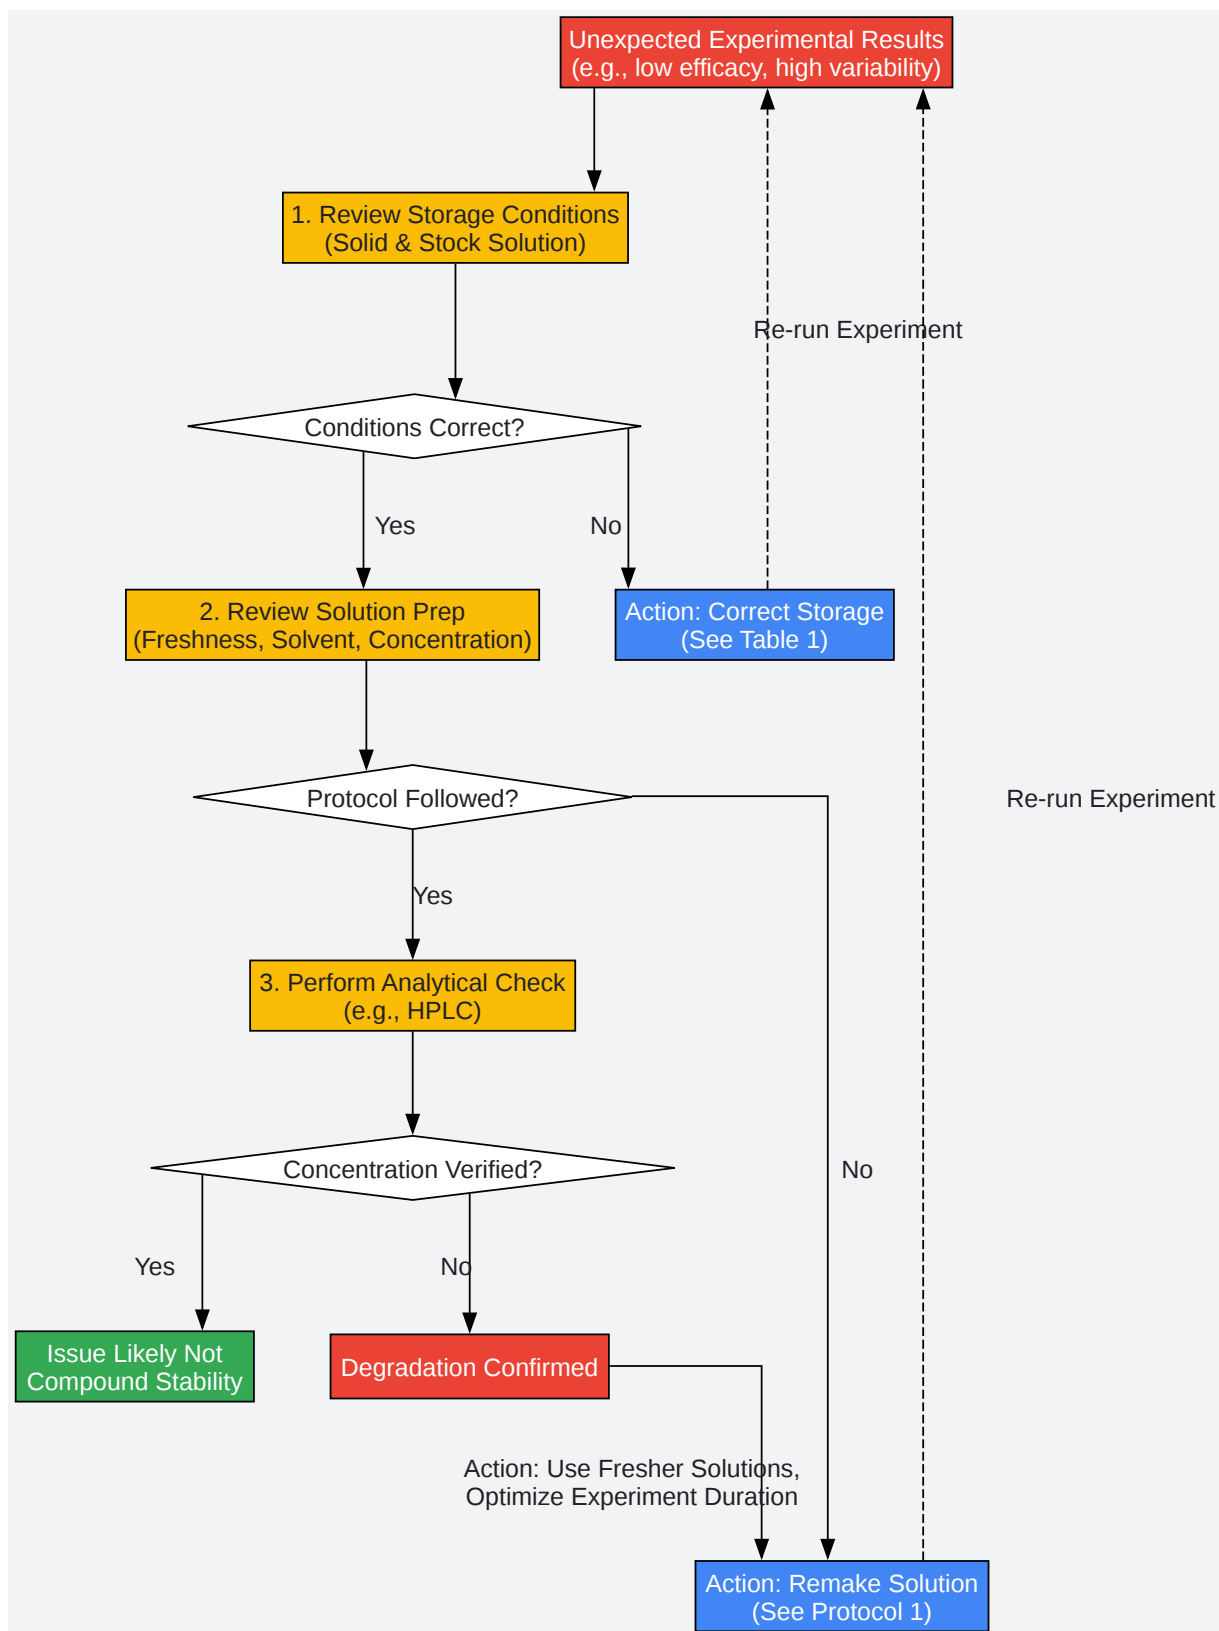 Unexpected Experimental Results
(e.g., low efficacy, high variability)
1. Review Storage Conditions
(Solid & Stock Solution)
Re-run Experiment
Conditions Correct?
Yes
No
2. Review Solution Prep
(Freshness, Solvent, Concentration)
Action: Correct Storage
(See Table 1)
Protocol Followed?
Re-run Experiment
Yes
3. Perform Analytical Check
(e.g., HPLC)
Concentration Verified?
No
Yes
No
Issue Likely Not
Compound Stability
Degradation Confirmed
Action: Use Fresher Solutions,
Optimize Experiment Duration
Action: Remake Solution
(See Protocol 1)